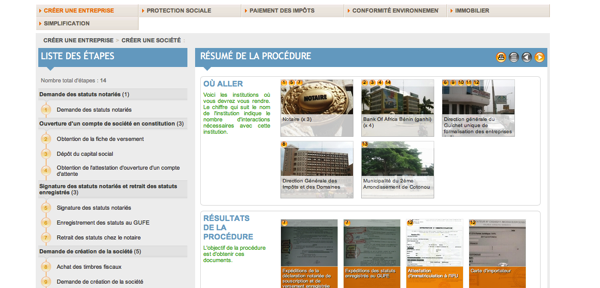 CRÉER UNE ENTREPRISE
PROTECTION SOCIALE
PAIEMENT DES IMPÔTS
CONFORMITÉ ENVIRONNEMEN
IMMOBILIER
SIMPLIFICATION
CRÉER UNE ENTREPRISE CRÉER UNE SOCIÉTÉ
LISTE DES ÉTAPES
Nombre total d'étapes : 14
Demande des statuts notariés (1)
1 Demande des statuts notariés
Ouverture d'un compte de société en constitution (3)
2 Obtention de la fiche de versement
3 Dépôt du capital social
4 Obtention de l'attestation d'ouverture d'un compte
d'attente
Signature des statuts notariés et retrait des statuts
enregistrés (3)
5 Signature des statuts notariés
6 Enregistrement des statuts au GUFE
7 Retrait des statuts chez le notaire
Demande de création de la société (5)
8 Achat des timbres fiscaux
9 Demande de création de la société
RÉSUMÉ DE LA PROCÉDURE
OÙ ALLER
Voici les institutions où
vous devrez vous rendre.
Le chiffre qui suit le nom
de l'institution indique le
nombre d'interactions
nécessaires avec cette
institution.
1 5 7
NOTAIRE
Notaire (x 3)
2 3 4 14
Bank Of Africa Bénin (ganhi)
(x 4)
6 9 10 11 12
Direction générale du
Guichet unique de
formalisation des entreprises
8
Direction Générale des
Impôts et des Domaines
13
Municipalité du 2ème
Arrondissement de Cotonou
RÉSULTATS
DE LA
PROCÉDURE
L'objectif de la procédure
est d'obtenir ces
documents.
7
Expéditions de la
déclaration notariée de
souscription et de
versement enregistrée
7
Expéditions des statuts
enregistrés au GUFE
12
Attestation
d'immatriculation à l'IFU
12
Carte d'importateur